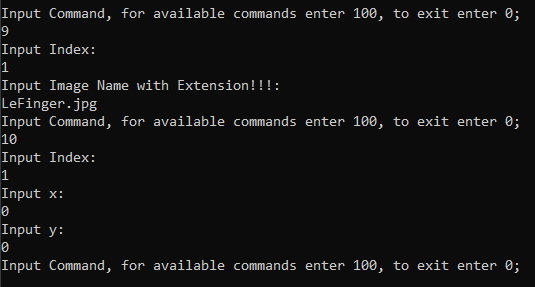 Input Command, for available commands enter 100, to exit enter 0;
9
Input Index:
1
Input Image Name with Extension!!!:
LeFinger.jpg
Input Command, for available commands enter 100, to exit enter 0;
10
Input Index:
1
Input x:
0
Input y:
0
Input Command, for available commands enter 100, to exit enter 0;